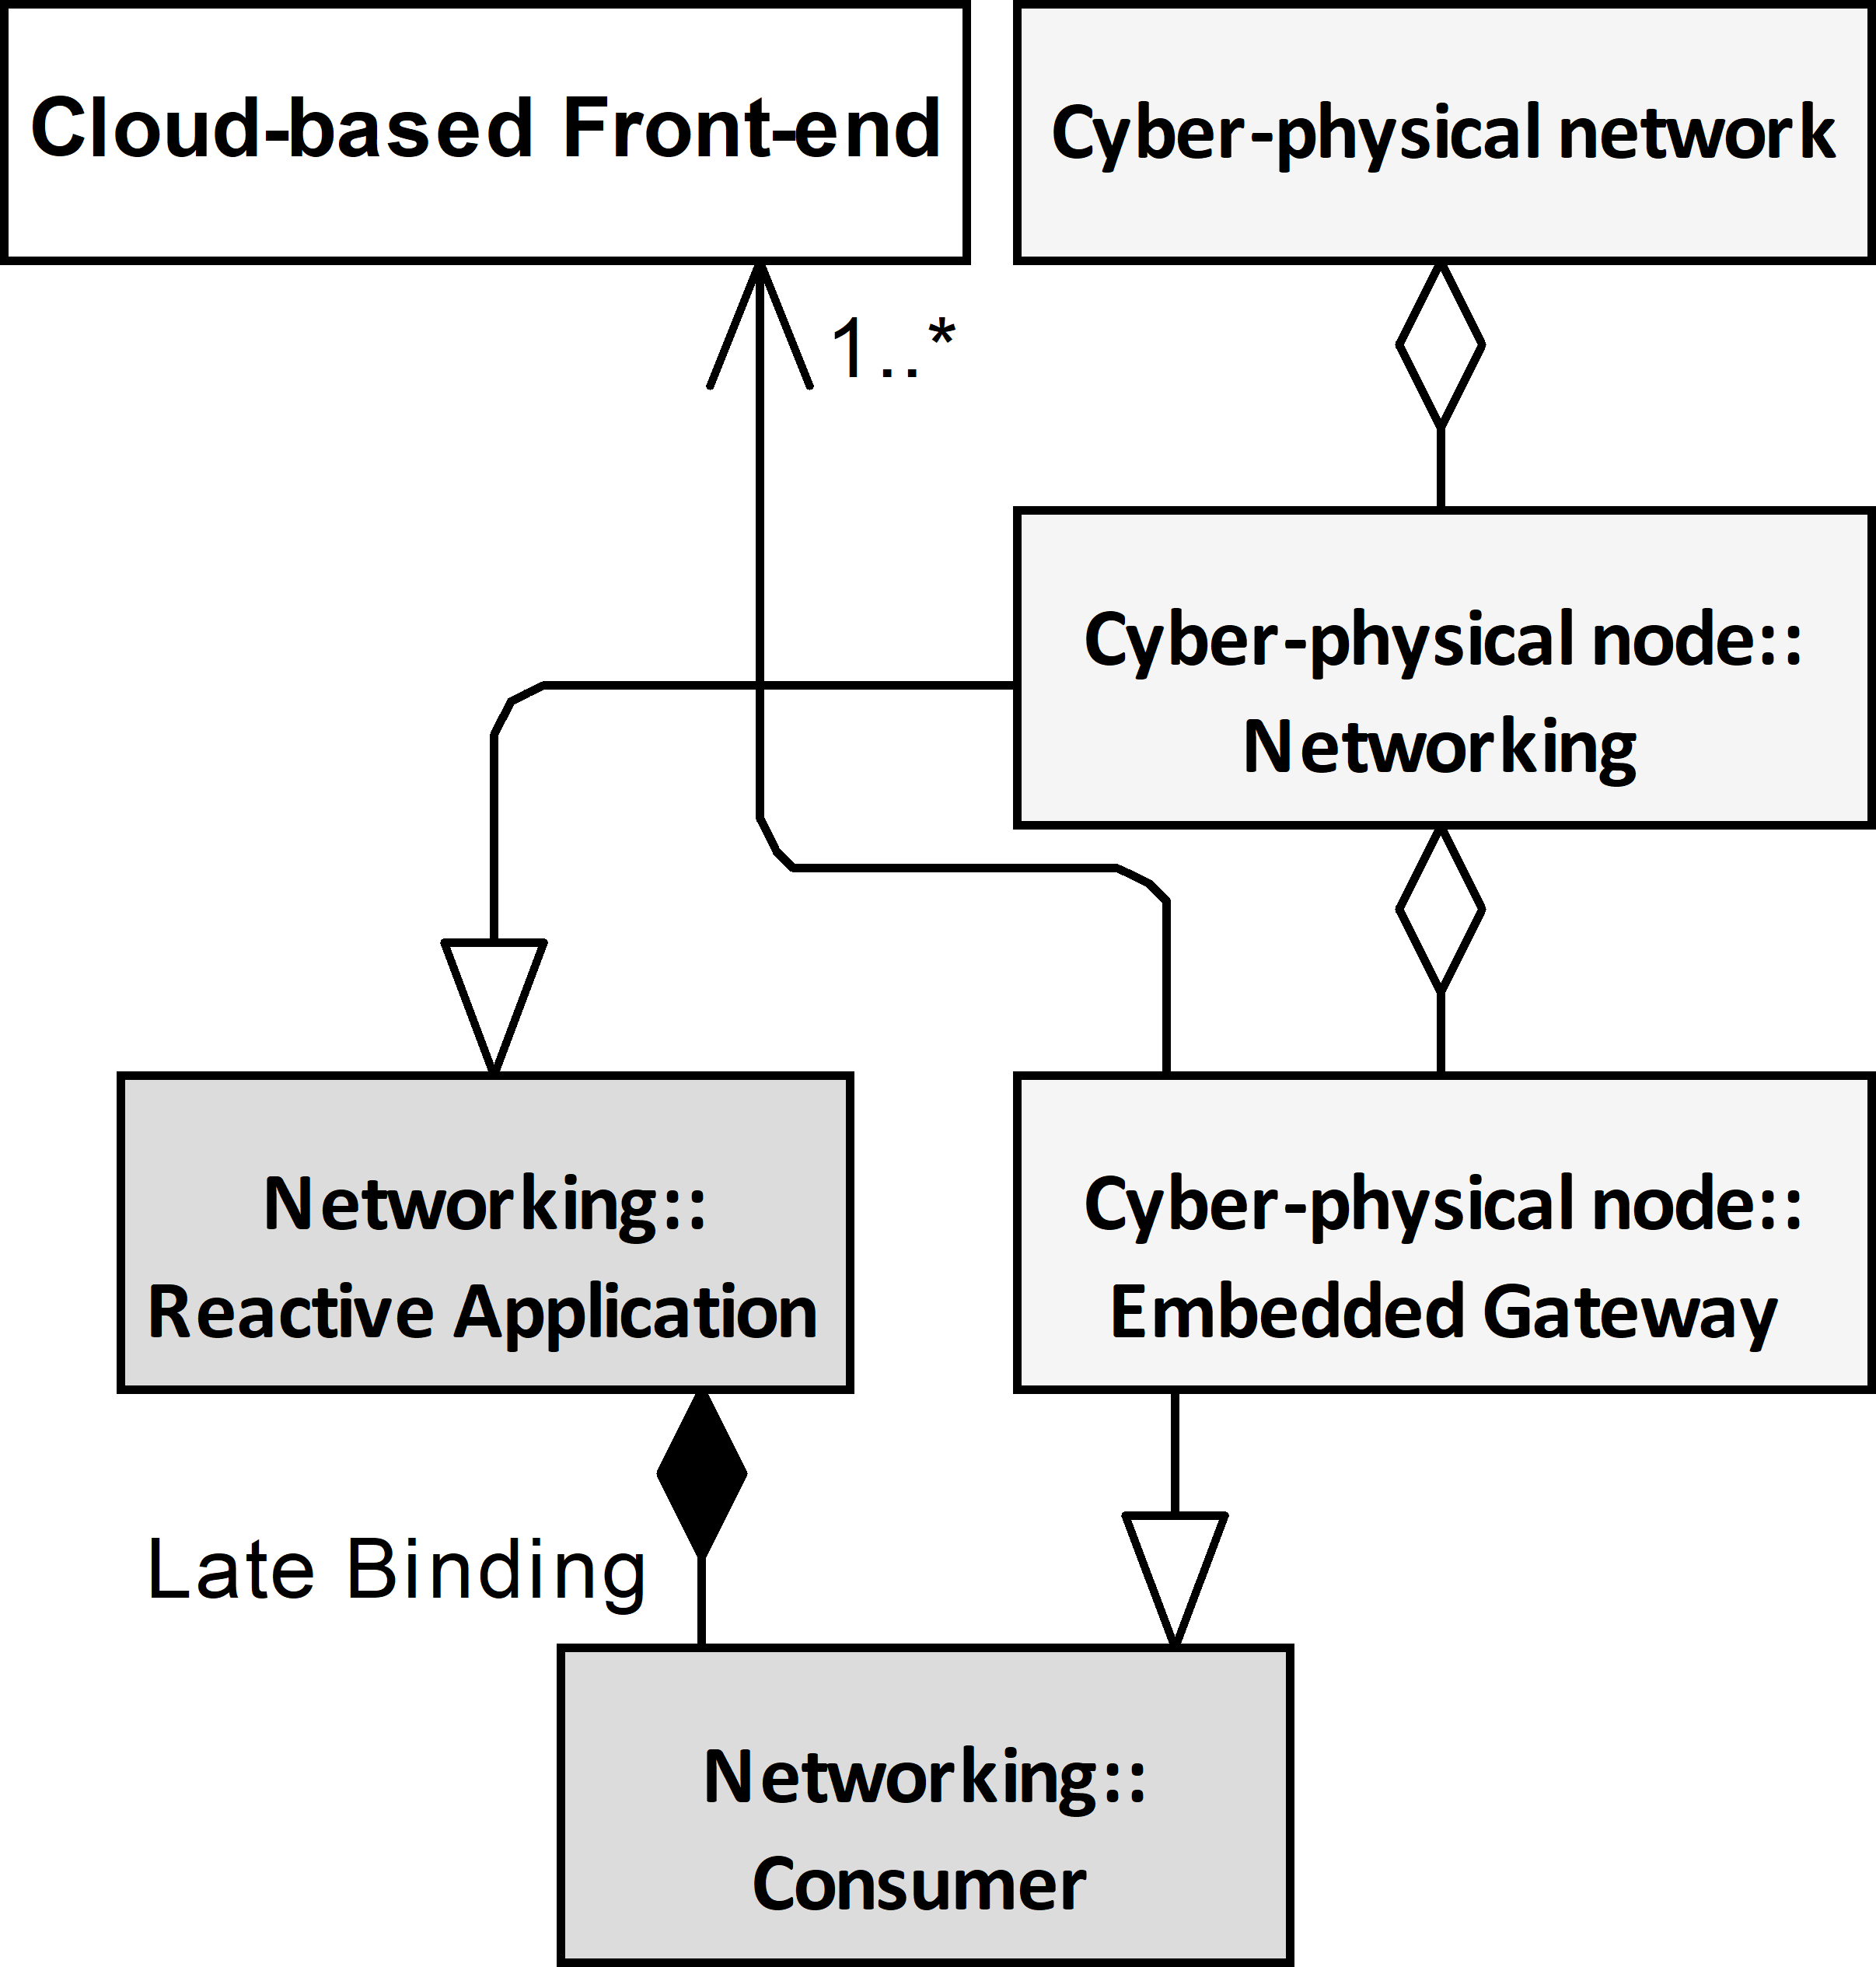 Cloud-based Front-end
Cyber-physical network
1..*
Cyber-physical node::
Networking
Networking::
Reactive Application
Cyber-physical node::
Embedded Gateway
Late Binding
Networking::
Consumer